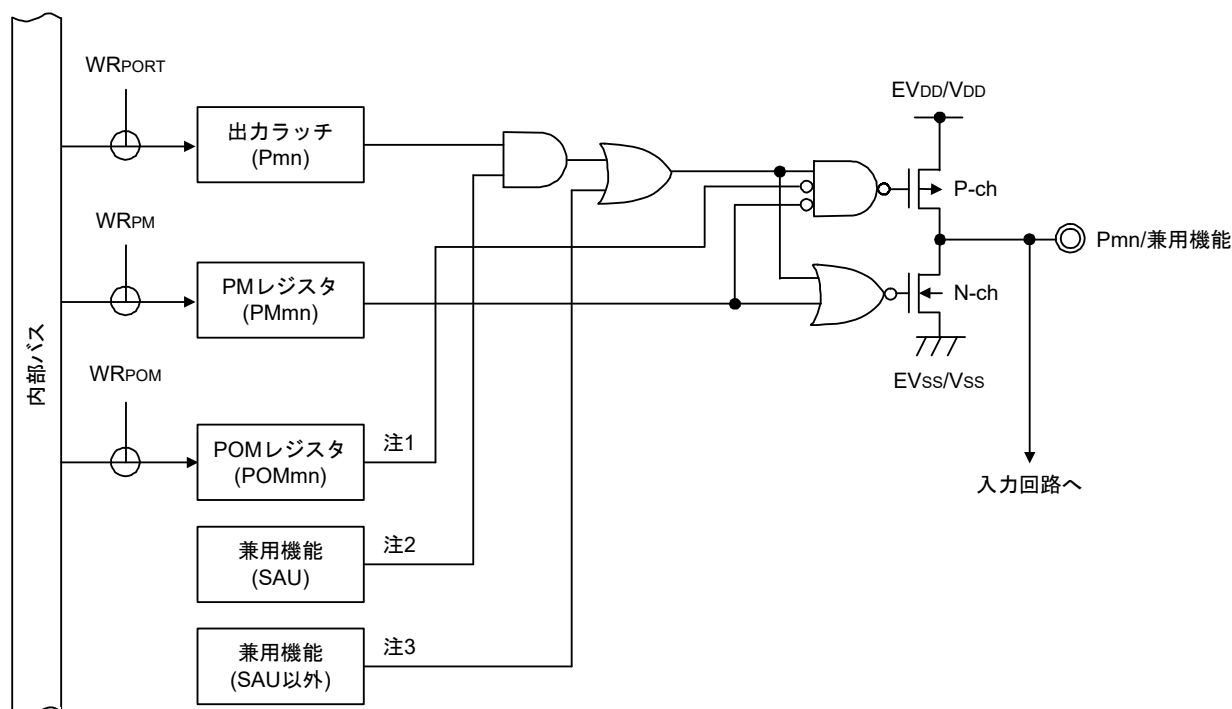 WRPORT
出力ラッチ
(Pmn)
EVDD/VDD
P-ch
WRPM
PMレジスタ
(PMmn)
Pmn/兼用機能
N-ch
EVSS/VSS
内部バス
WRPOM
POMレジスタ
(POMmn)
注1
入力回路へ
兼用機能
(SAU)
注2
兼用機能
(SAU以外)
注3